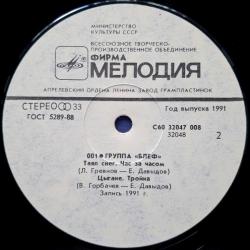 МИНИСТЕРСТВО
КУЛЬТУРЫ СССР
ВСЕСОЮЗНОЕ ТВОРЧЕСКО-
ПРОИЗВОДСТВЕННОЕ ОБЪЕДИНЕНИЕ
ФИРМА
МЕЛОДИЯ
АПРЕЛЕВСКИЙ ОРДЕНА ЛЕНИНА ЗАВОД ГРАМПЛАСТИНОК
СТЕРЕО 33
ГОСТ 5289-88
Год выпуска 1991
С60 32047 008
32048
2
001 • ГРУППА «БЛЕФ»
Таял снег. Час за часом
(Л. Гревнов — Е. Давыдов)
Цыгане. Тройка
(В. Горбачев — Е. Давыдов)
Запись 1991 г.